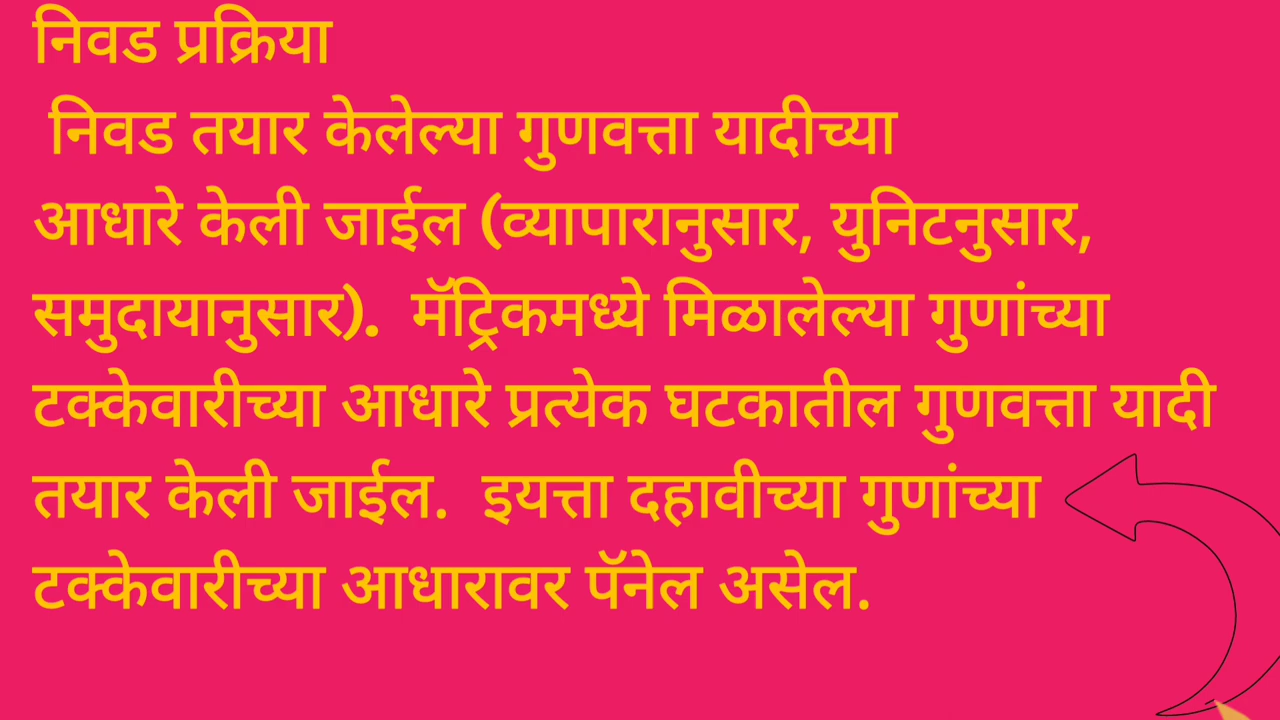 निवड प्रक्रिया
निवड तयार केलेल्या गुणवत्ता यादीच्या
आधारे केली जाईल (व्यापारानुसार, युनिटनुसार,
समुदायानुसार). मॅट्रिकमध्ये मिळालेल्या गुणांच्या
टक्केवारीच्या आधारे प्रत्येक घटकातील गुणवत्ता यादी
तयार केली जाईल. इयत्ता दहावीच्या गुणांच्या
टक्केवारीच्या आधारावर पॅनेल असेल.